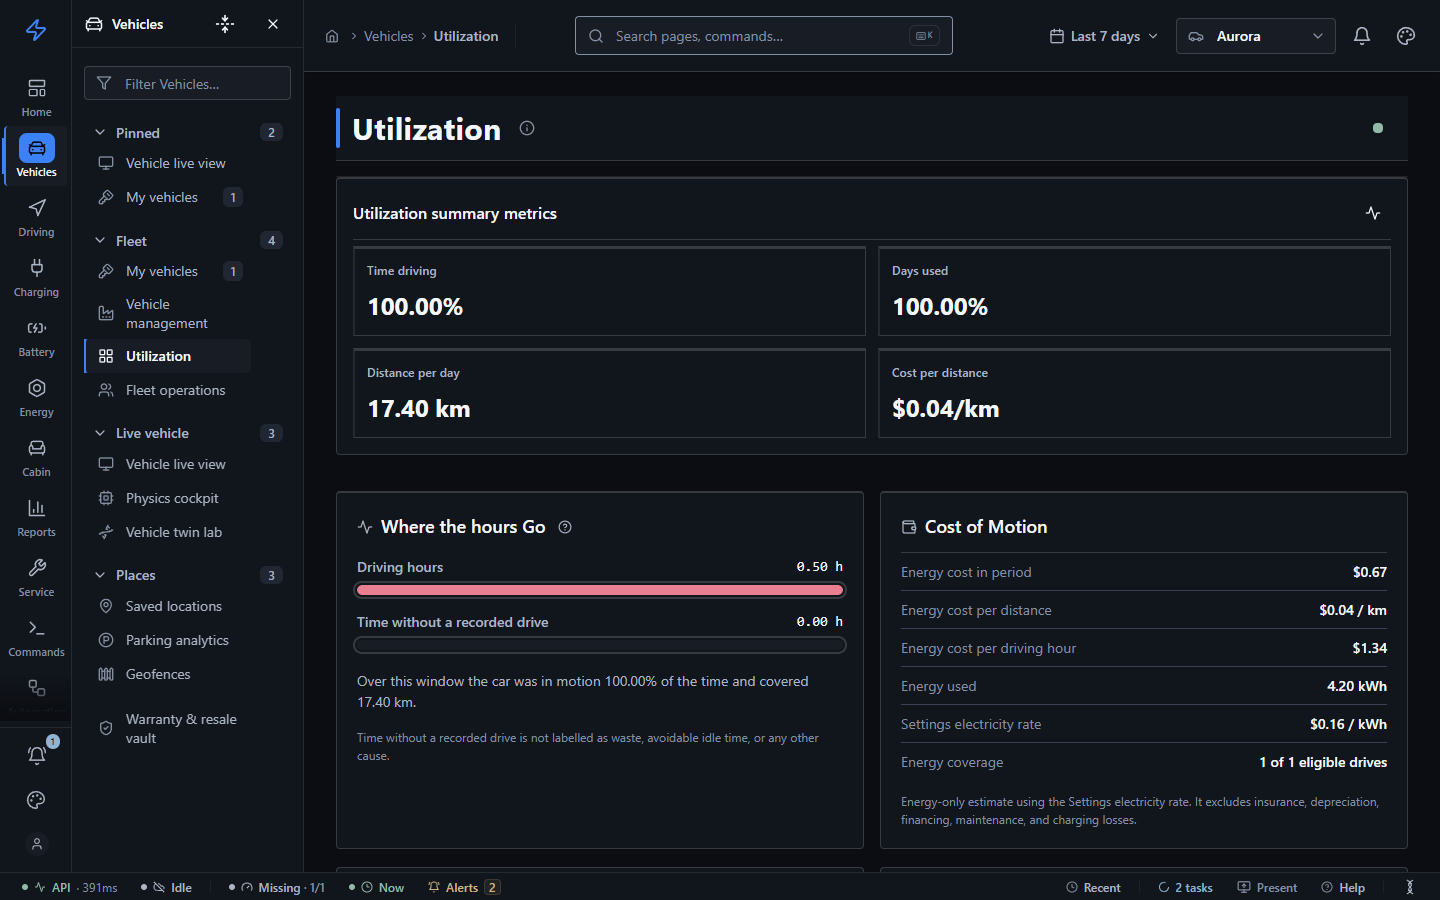 Vehicles
Vehicles
Utilization
Search pages, commands...
K
Last 7 days
Aurora
Home
Vehicles
Driving
Charging
Battery
Energy
Cabin
Reports
Service
Commands
1
Filter Vehicles...
Pinned 2
Vehicle live view
My vehicles 1
Fleet 4
My vehicles 1
Vehicle
management
Utilization
Fleet operations
Live vehicle 3
Vehicle live view
Physics cockpit
Vehicle twin lab
Places 3
Saved locations
Parking analytics
Geofences
Warranty & resale
vault
Utilization
Utilization summary metrics
Time driving
100.00%
Days used
100.00%
Distance per day
17.40 km
Cost per distance
$0.04/km
Where the hours Go
Driving hours 0.50 h
Time without a recorded drive 0.00 h
Over this window the car was in motion 100.00% of the time and covered
17.40 km.
Time without a recorded drive is not labelled as waste, avoidable idle time, or any other
cause.
Cost of Motion
Energy cost in period $0.67
Energy cost per distance $0.04 / km
Energy cost per driving hour $1.34
Energy used 4.20 kWh
Settings electricity rate $0.16 / kWh
Energy coverage 1 of 1 eligible drives
Energy-only estimate using the Settings electricity rate. It excludes insurance, depreciation,
financing, maintenance, and charging losses.
API · 391ms
Idle
Missing · 1/1
Now
Alerts 2
Recent
2 tasks
Present
Help